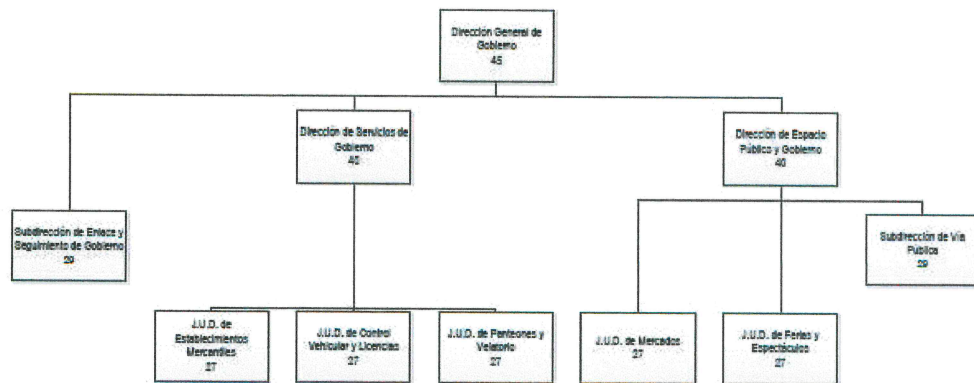 Dirección General de
Gobierno
45
Dirección de Servicios de
Gobierno
40
Dirección de Espacio
Público y Gobierno
40
Subdirección de Enlace y
Seguimiento de Gobierno
29
Subdirección de Vía
Pública
29
J.U.D. de
Establecimientos
Mercantiles
27
J.U.D. de Control
Vehicular y Licencias
27
J.U.D. de Panteones y
Velatorio
27
J.U.D. de Mercados
27
J.U.D. de Ferias y
Espectáculos
27